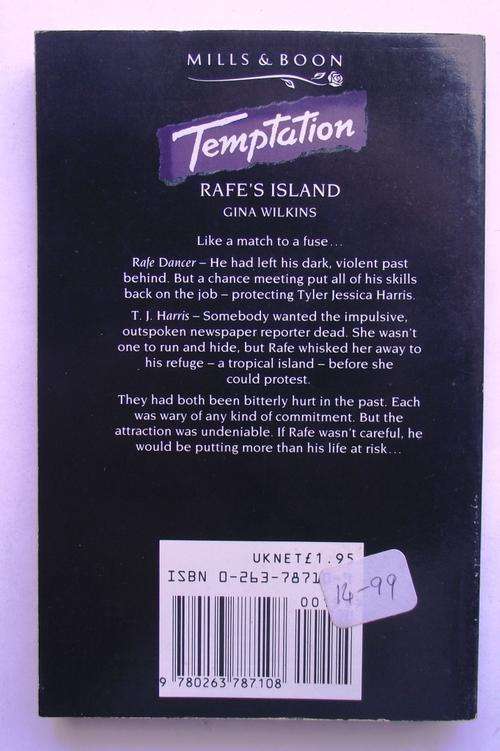 MILLS & BOON
Temptation
RAFE'S ISLAND
GINA WILKINS
Like a match to a fuse...
Rafe Dancer – He had left his dark, violent past
behind. But a chance meeting put all of his skills
back on the job – protecting Tyler Jessica Harris.
T. J. Harris – Somebody wanted the impulsive,
outspoken newspaper reporter dead. She wasn't
one to run and hide, but Rafe whisked her away to
his refuge – a tropical island – before she
could protest.
They had both been bitterly hurt in the past. Each
was wary of any kind of commitment. But the
attraction was undeniable. If Rafe wasn't careful, he
would be putting more than his life at risk...
UKNET£1.95
ISBN 0-263-7871
00
14-99
9 780263 787108